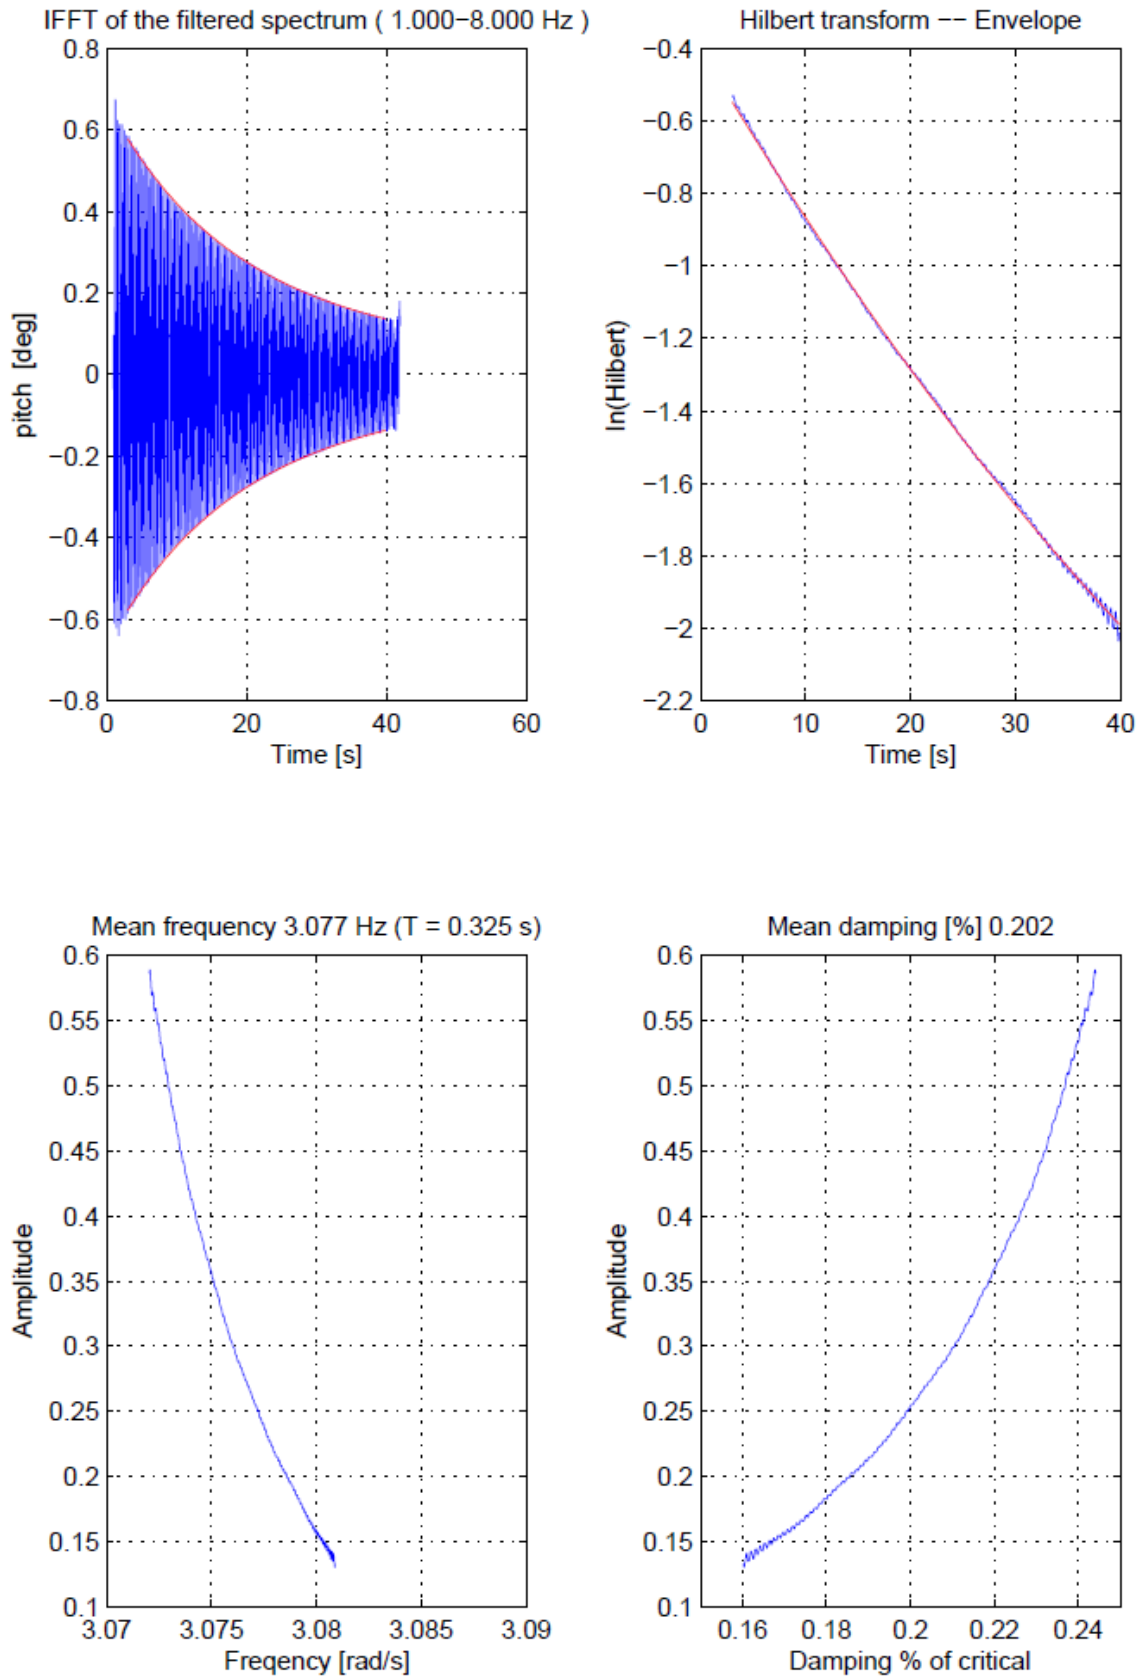 IFFT of the filtered spectrum ( 1.000−8.000 Hz )
0.8
0.6
0.4
0.2
0
−0.2
−0.4
−0.6
−0.8
pitch [deg]
0 20 40 60
Time [s]
Hilbert transform −− Envelope
−0.4
−0.6
−0.8
−1
−1.2
−1.4
−1.6
−1.8
−2
−2.2
ln(Hilbert)
0 10 20 30 40
Time [s]
Mean frequency 3.077 Hz (T = 0.325 s)
0.6
0.55
0.5
0.45
0.4
0.35
0.3
0.25
0.2
0.15
0.1
Amplitude
3.07 3.075 3.08 3.085 3.09
Freqency [rad/s]
Mean damping [%] 0.202
0.6
0.55
0.5
0.45
0.4
0.35
0.3
0.25
0.2
0.15
0.1
Amplitude
0.16 0.18 0.2 0.22 0.24
Damping % of critical